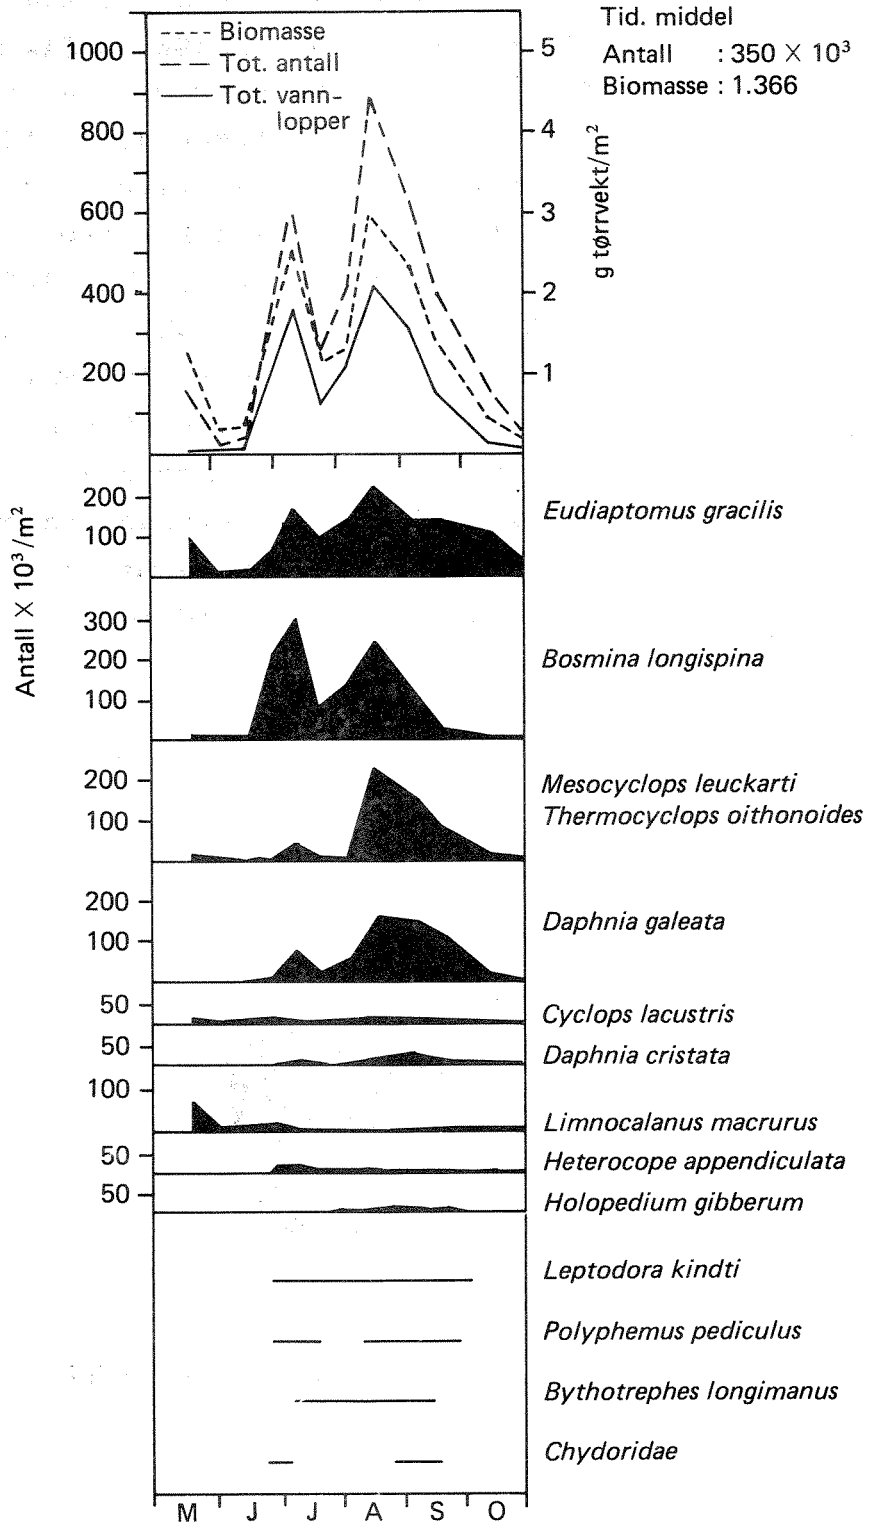 Tid. middel
Antall : 350 X 10³
Biomasse : 1.366
Biomasse
Tot. antall
Tot. vann-
lopper
1000
800
600
400
200
5
4
3
2
1
g tørrvekt/m²
Antall X 10³/m²
200
100
Eudiaptomus gracilis
300
200
100
Bosmina longispina
200
100
Mesocyclops leuckarti
Thermocyclops oithonoides
200
100
Daphnia galeata
50
Cyclops lacustris
50
Daphnia cristata
100
Limnocalanus macrurus
50
Heterocope appendiculata
50
Holopedium gibberum
Leptodora kindti
Polyphemus pediculus
Bythotrephes longimanus
Chydoridae
M J J A S O